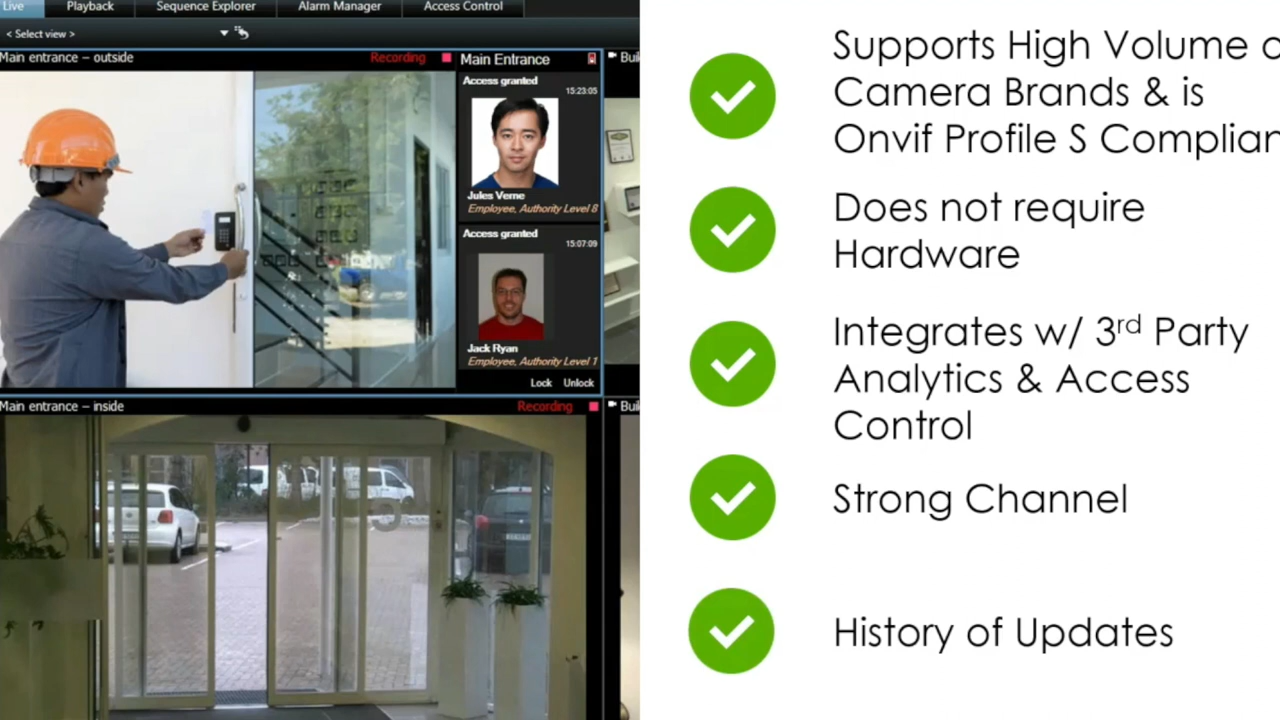 Live Playback Sequence Explorer Alarm Manager Access Control
< Select view >
Main entrance – outside Recording
Main Entrance
Access granted
15:23:05
Jules Verne
Employee, Authority Level 8
Access granted
15:07:09
Jack Ryan
Employee, Authority Level 1
Lock Unlock
Main entrance – inside Recording
Supports High Volume
Camera Brands & is
Onvif Profile S
Does not require
Hardware
Integrates w/ 3rd Party
Analytics & Access
Control
Strong Channel
History of Updates